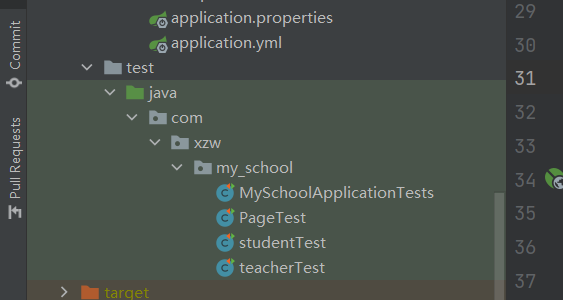 Commit
Pull Requests
application.properties
application.yml
test
java
com
xzw
my_school
MySchoolApplicationTests
PageTest
studentTest
teacherTest
target
29
30
31
32
33
34
35
36
37